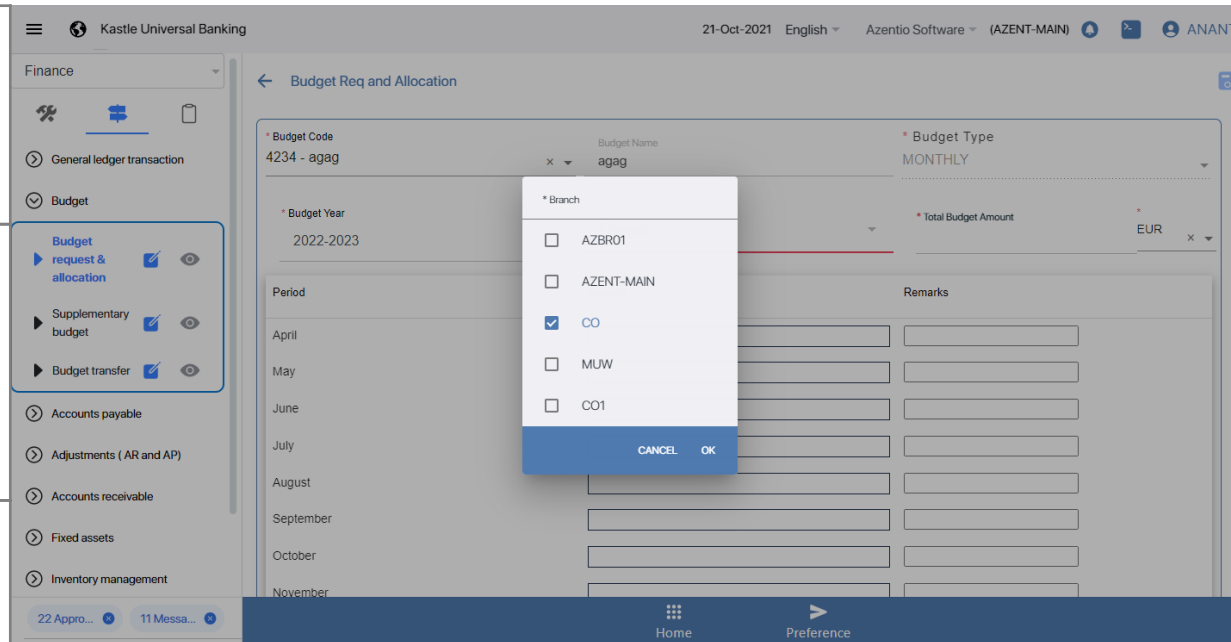 Kastle Universal Banking
21-Oct-2021 English Azentio Software (AZENT-MAIN) ANANT
Finance
General ledger transaction
Budget
Budget
request &
allocation
Supplementary
budget
Budget transfer
Accounts payable
Adjustments ( AR and AP)
Accounts receivable
Fixed assets
Inventory management
22 Appro... 11 Messa...
Budget Req and Allocation
* Budget Code
4234 - agag
Budget Name
agag
* Budget Type
MONTHLY
* Budget Year
2022-2023
* Total Budget Amount
*
EUR
Period
Remarks
April
May
June
July
August
September
October
November
* Branch
AZBR01
AZENT-MAIN
CO
MUW
CO1
CANCEL OK
Home Preference